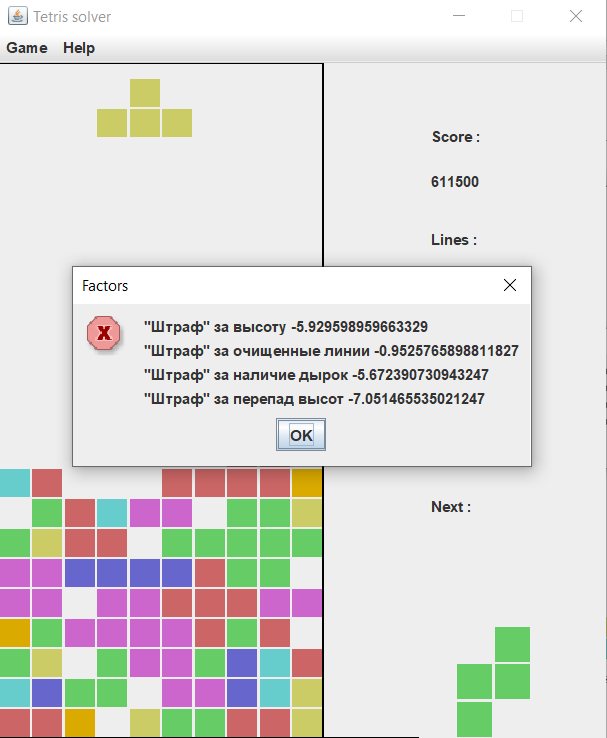 Tetris solver
Game Help
Score :
611500
Lines :
Factors
"Штраф" за высоту -5.929598959663329
"Штраф" за очищенные линии -0.9525765898811827
"Штраф" за наличие дырок -5.672390730943247
"Штраф" за перепад высот -7.051465535021247
OK
Next :